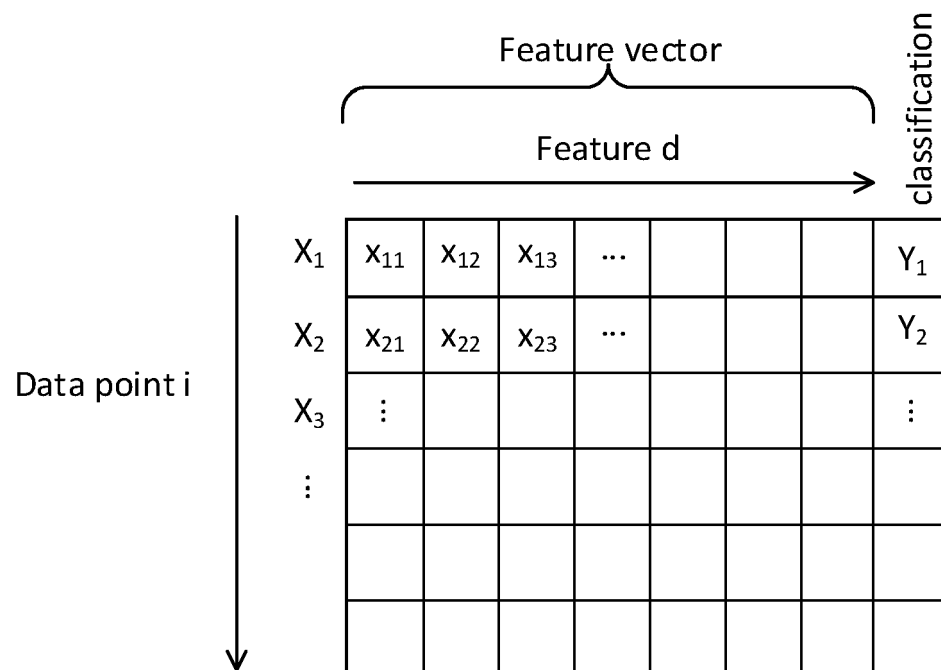 Feature vector
classification
Feature d
X₁ x₁₁ x₁₂ x₁₃ ... Y₁
X₂ x₂₁ x₂₂ x₂₃ ... Y₂
Data point i
X₃ ⋮ ⋮
⋮